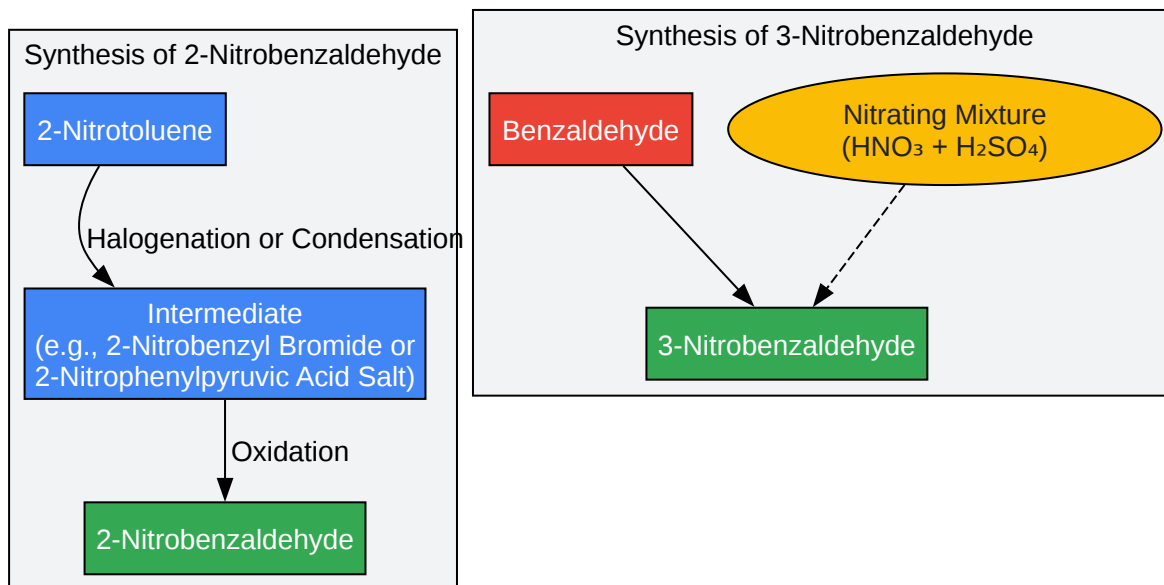 Synthesis of 2-Nitrobenzaldehyde
2-Nitrotoluene
Halogenation or Condensation
Intermediate
(e.g., 2-Nitrobenzyl Bromide or
2-Nitrophenylpyruvic Acid Salt)
Oxidation
2-Nitrobenzaldehyde
Synthesis of 3-Nitrobenzaldehyde
Benzaldehyde
Nitrating Mixture
(HNO₃ + H₂SO₄)
3-Nitrobenzaldehyde